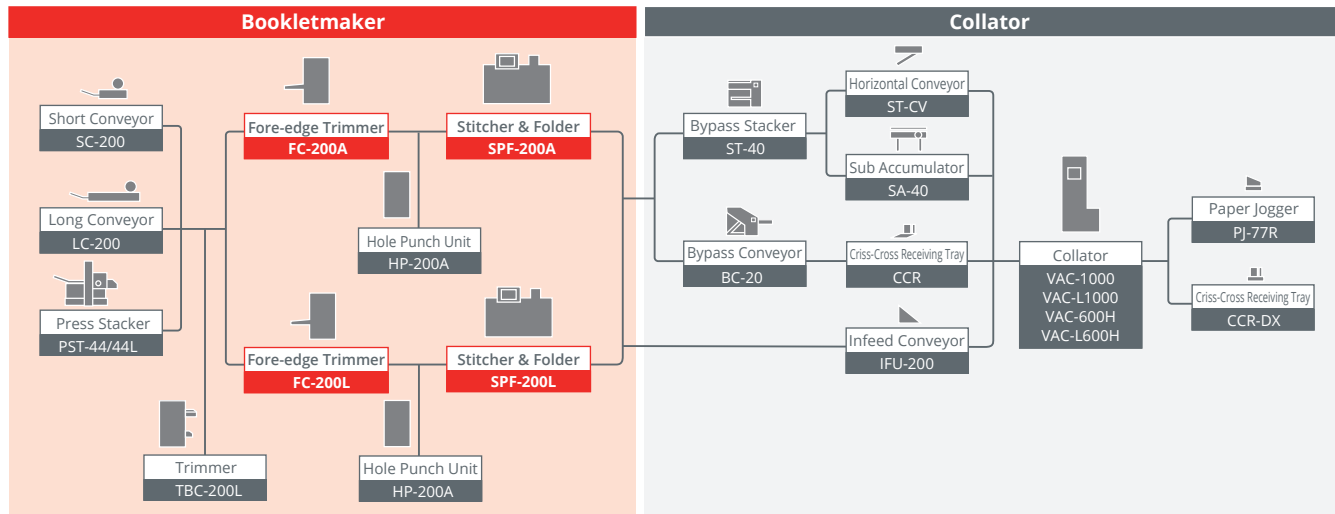 Bookletmaker
Short Conveyor
SC-200
Long Conveyor
LC-200
Press Stacker
PST-44/44L
Trimmer
TBC-200L
Fore-edge Trimmer
FC-200A
Hole Punch Unit
HP-200A
Stitcher & Folder
SPF-200A
Fore-edge Trimmer
FC-200L
Hole Punch Unit
HP-200A
Stitcher & Folder
SPF-200L
Collator
Bypass Stacker
ST-40
Bypass Conveyor
BC-20
Horizontal Conveyor
ST-CV
Sub Accumulator
SA-40
Criss-Cross Receiving Tray
CCR
Infeed Conveyor
IFU-200
Collator
VAC-1000
VAC-L1000
VAC-600H
VAC-L600H
Paper Jogger
PJ-77R
Criss-Cross Receiving Tray
CCR-DX